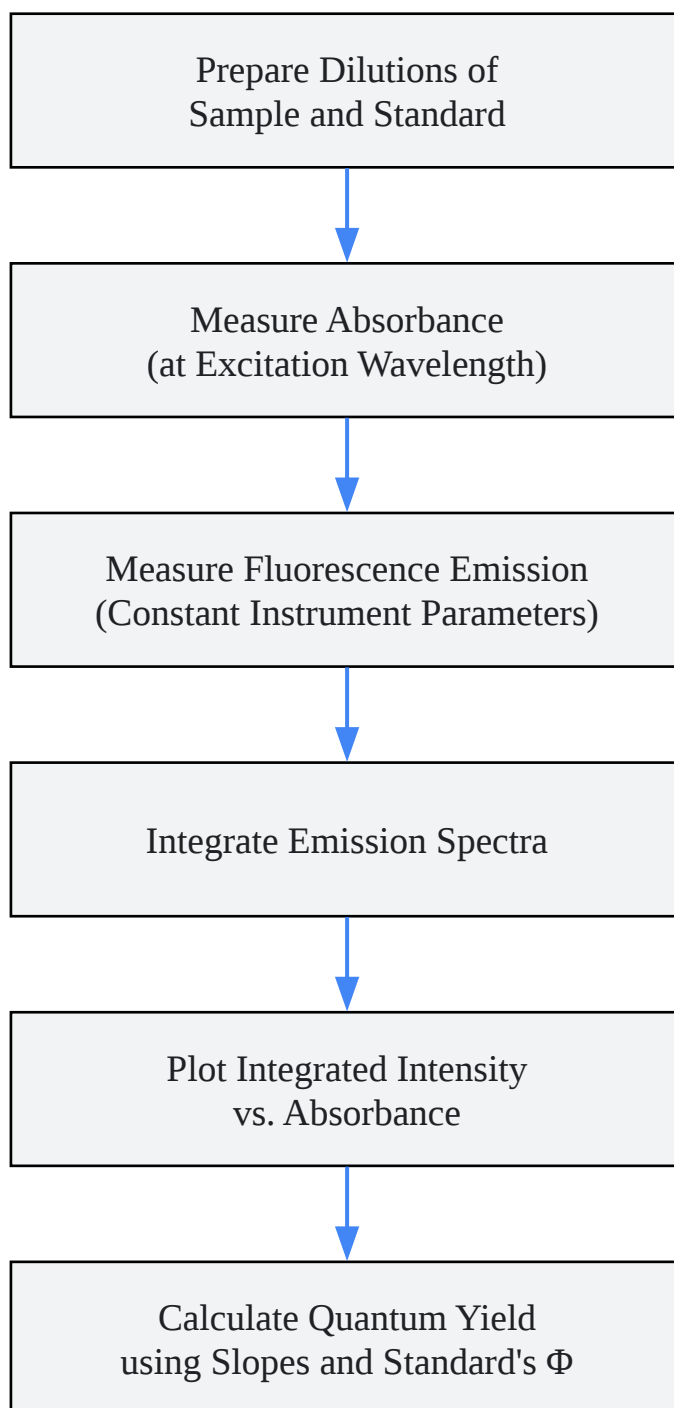 Prepare Dilutions of
Sample and Standard
Measure Absorbance
(at Excitation Wavelength)
Measure Fluorescence Emission
(Constant Instrument Parameters)
Integrate Emission Spectra
Plot Integrated Intensity
vs. Absorbance
Calculate Quantum Yield
using Slopes and Standard's Φ